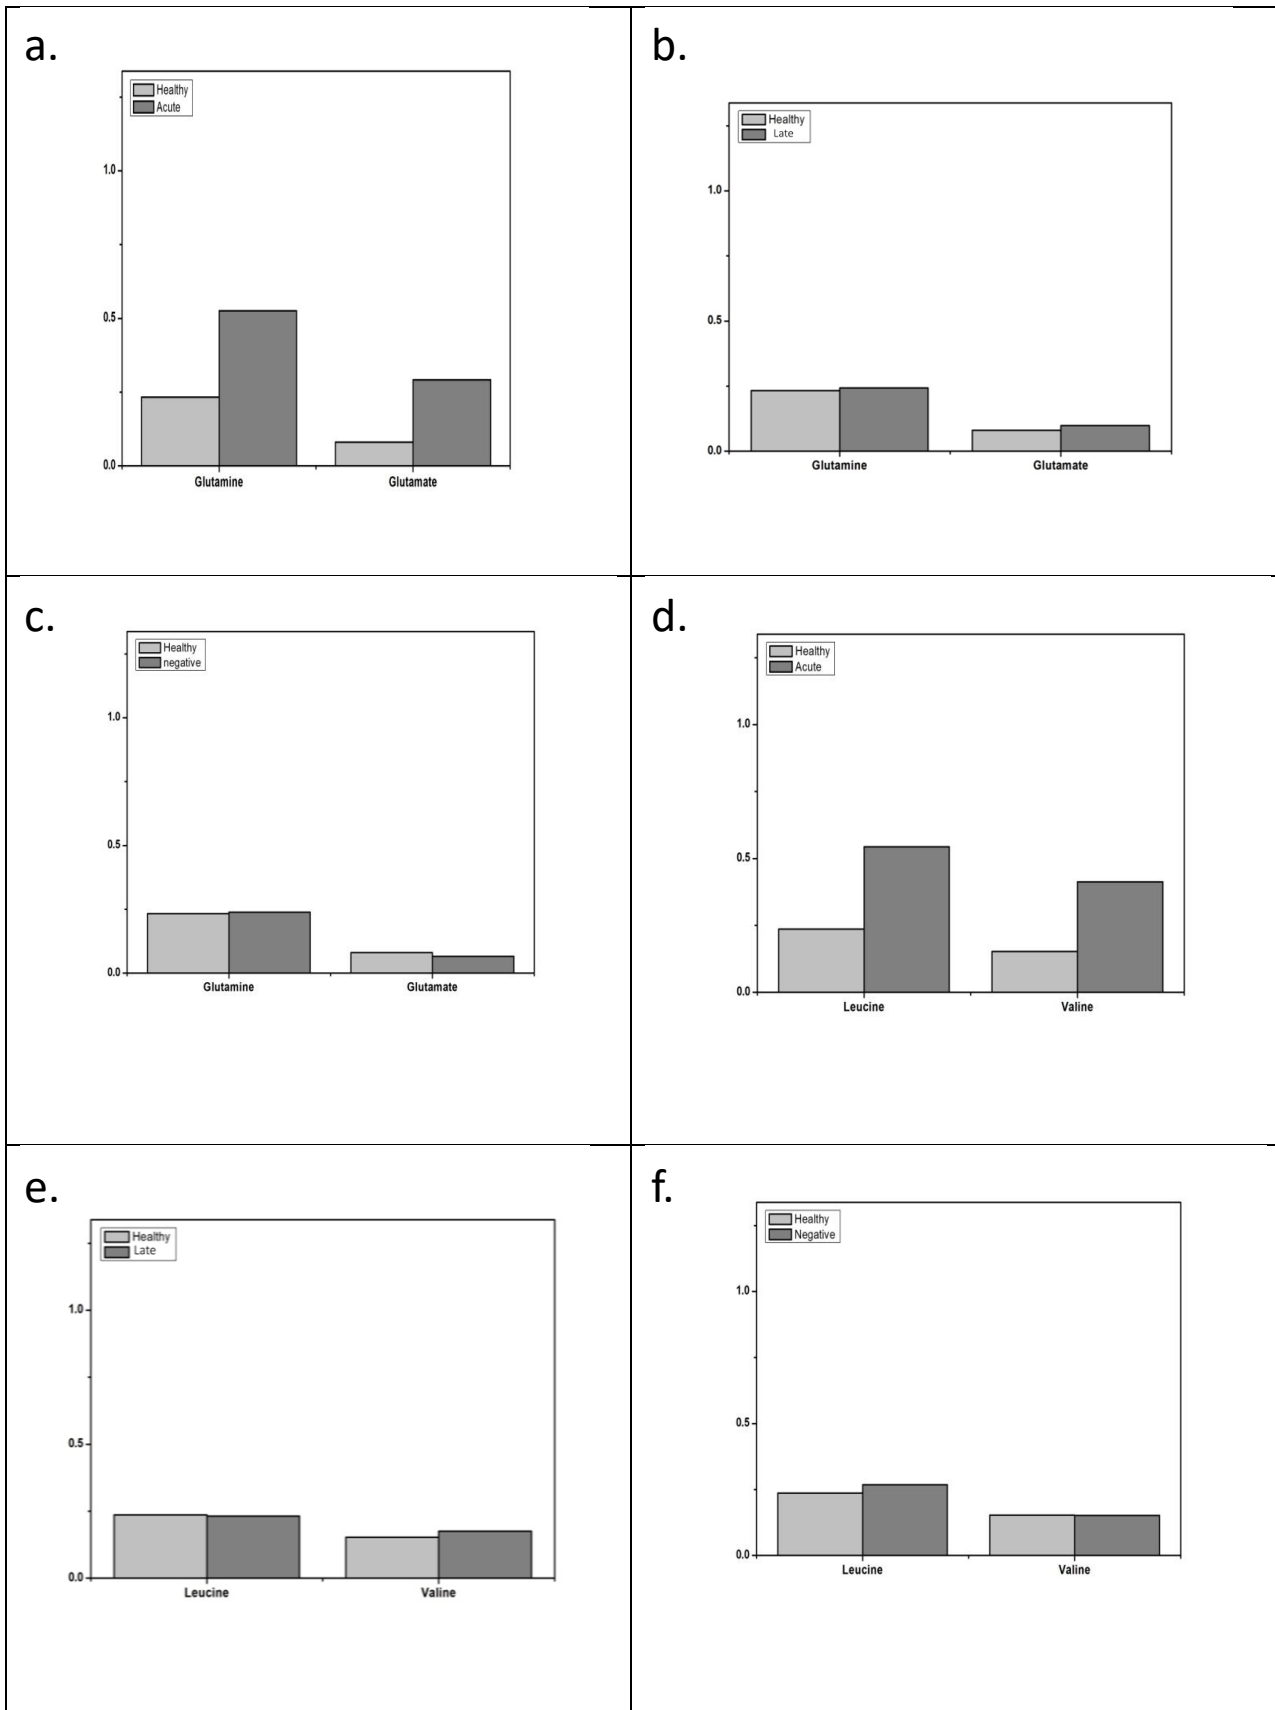 a.
Healthy
Acute
1.0
0.5
0.0
Glutamine Glutamate
b.
Healthy
Late
1.0
0.5
0.0
Glutamine Glutamate
c.
Healthy
negative
1.0
0.5
0.0
Glutamine Glutamate
d.
Healthy
Acute
1.0
0.5
0.0
Leucine Valine
e.
Healthy
Late
1.0
0.5
0.0
Leucine Valine
f.
Healthy
Negative
1.0
0.5
0.0
Leucine Valine